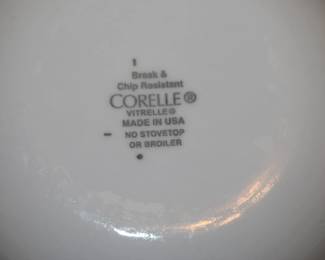 Break &
Chip Resistant
CORELLE®
VITRELLE®
MADE IN USA
NO STOVETOP
OR BROILER